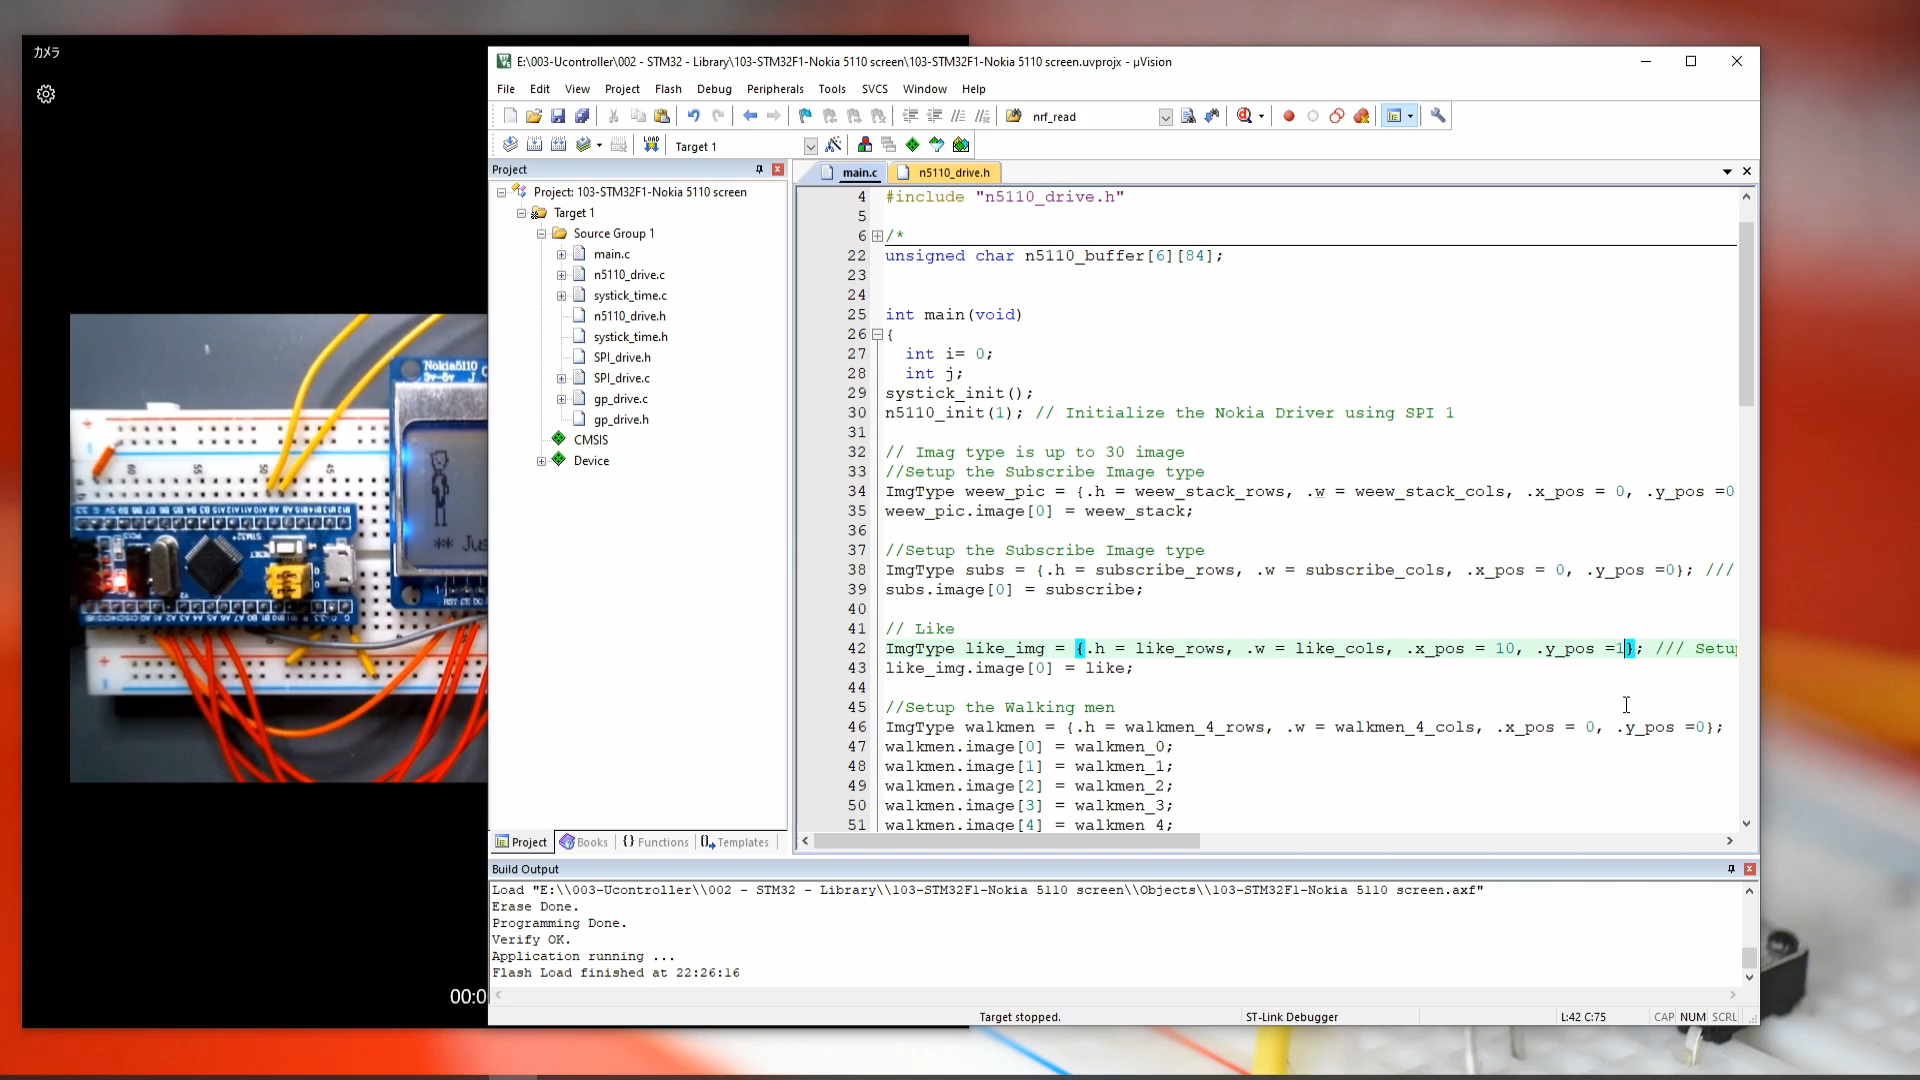 カメラ
00:0
Nokia5110
3v-5v
E:\003-Ucontroller\002 - STM32 - Library\103-STM32F1-Nokia 5110 screen\103-STM32F1-Nokia 5110 screen.uvprojx - µVision
File Edit View Project Flash Debug Peripherals Tools SVCS Window Help
nrf_read
LOAD Target 1
Project
Project: 103-STM32F1-Nokia 5110 screen
Target 1
Source Group 1
main.c
n5110_drive.c
systick_time.c
n5110_drive.h
systick_time.h
SPI_drive.h
SPI_drive.c
gp_drive.c
gp_drive.h
CMSIS
Device
Project Books Functions Templates
main.c n5110_drive.h
4 #include "n5110_drive.h"
5
6 /*
22 unsigned char n5110_buffer[6][84];
23
24
25 int main(void)
26 {
27 int i= 0;
28 int j;
29 systick_init();
30 n5110_init(1); // Initialize the Nokia Driver using SPI 1
31
32 // Imag type is up to 30 image
33 //Setup the Subscribe Image type
34 ImgType weew_pic = {.h = weew_stack_rows, .w = weew_stack_cols, .x_pos = 0, .y_pos =0
35 weew_pic.image[0] = weew_stack;
36
37 //Setup the Subscribe Image type
38 ImgType subs = {.h = subscribe_rows, .w = subscribe_cols, .x_pos = 0, .y_pos =0}; ///
39 subs.image[0] = subscribe;
40
41 // Like
42 ImgType like_img = {.h = like_rows, .w = like_cols, .x_pos = 10, .y_pos =1}; /// Setu
43 like_img.image[0] = like;
44
45 //Setup the Walking men
46 ImgType walkmen = {.h = walkmen_4_rows, .w = walkmen_4_cols, .x_pos = 0, .y_pos =0};
47 walkmen.image[0] = walkmen_0;
48 walkmen.image[1] = walkmen_1;
49 walkmen.image[2] = walkmen_2;
50 walkmen.image[3] = walkmen_3;
51 walkmen.image[4] = walkmen_4;
Build Output
Load "E:\\003-Ucontroller\\002 - STM32 - Library\\103-STM32F1-Nokia 5110 screen\\Objects\\103-STM32F1-Nokia 5110 screen.axf"
Erase Done.
Programming Done.
Verify OK.
Application running ...
Flash Load finished at 22:26:16
Target stopped. ST-Link Debugger L:42 C:75 CAP NUM SCRL